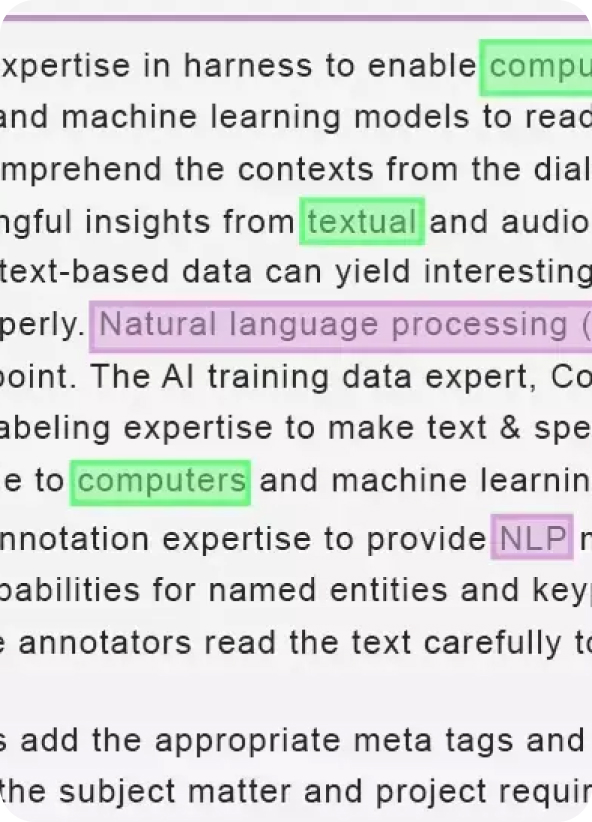 xpertise in harness to enable compu
and machine learning models to read
mprehend the contexts from the dial
ngful insights from textual and audio
text-based data can yield interesting
perly. Natural language processing (
point. The AI training data expert, Co
abeling expertise to make text & spe
e to computers and machine learnin
nnotation expertise to provide NLP n
pabilities for named entities and keyp
e annotators read the text carefully to
s add the appropriate meta tags and
the subject matter and project requir